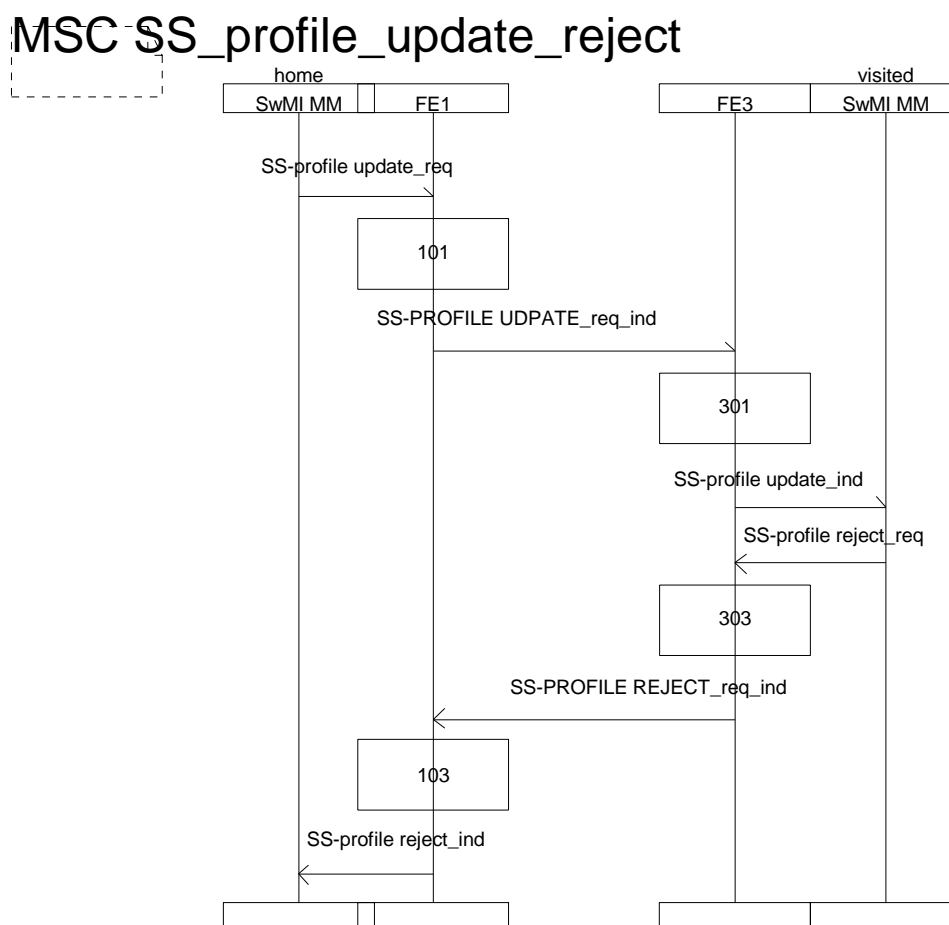 MSC SS_profile_update_reject
home visited
SwMI MM FE1 FE3 SwMI MM
SS-profile update_req
101
SS-PROFILE UDPATE_req_ind
301
SS-profile update_ind
SS-profile reject_req
303
SS-PROFILE REJECT_req_ind
103
SS-profile reject_ind